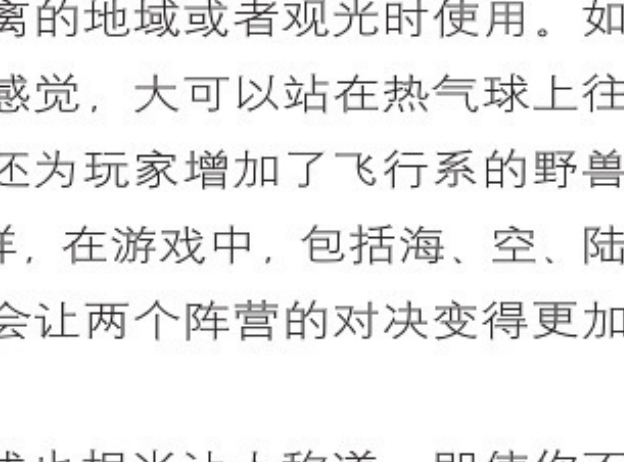 离的地域或者观光时使用。如
感觉，大可以站在热气球上往
还为玩家增加了飞行系的野兽
样，在游戏中，包括海、空、陆
会让两个阵营的对决变得更加